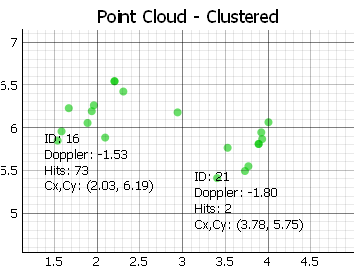 Point Cloud - Clustered
7
6.5
6
5.5
5
ID: 16
Doppler: -1.53
Hits: 73
Cx,Cy: (2.03, 6.19)
ID: 21
Doppler: -1.80
Hits: 2
Cx,Cy: (3.78, 5.75)
1.5 2 2.5 3 3.5 4 4.5